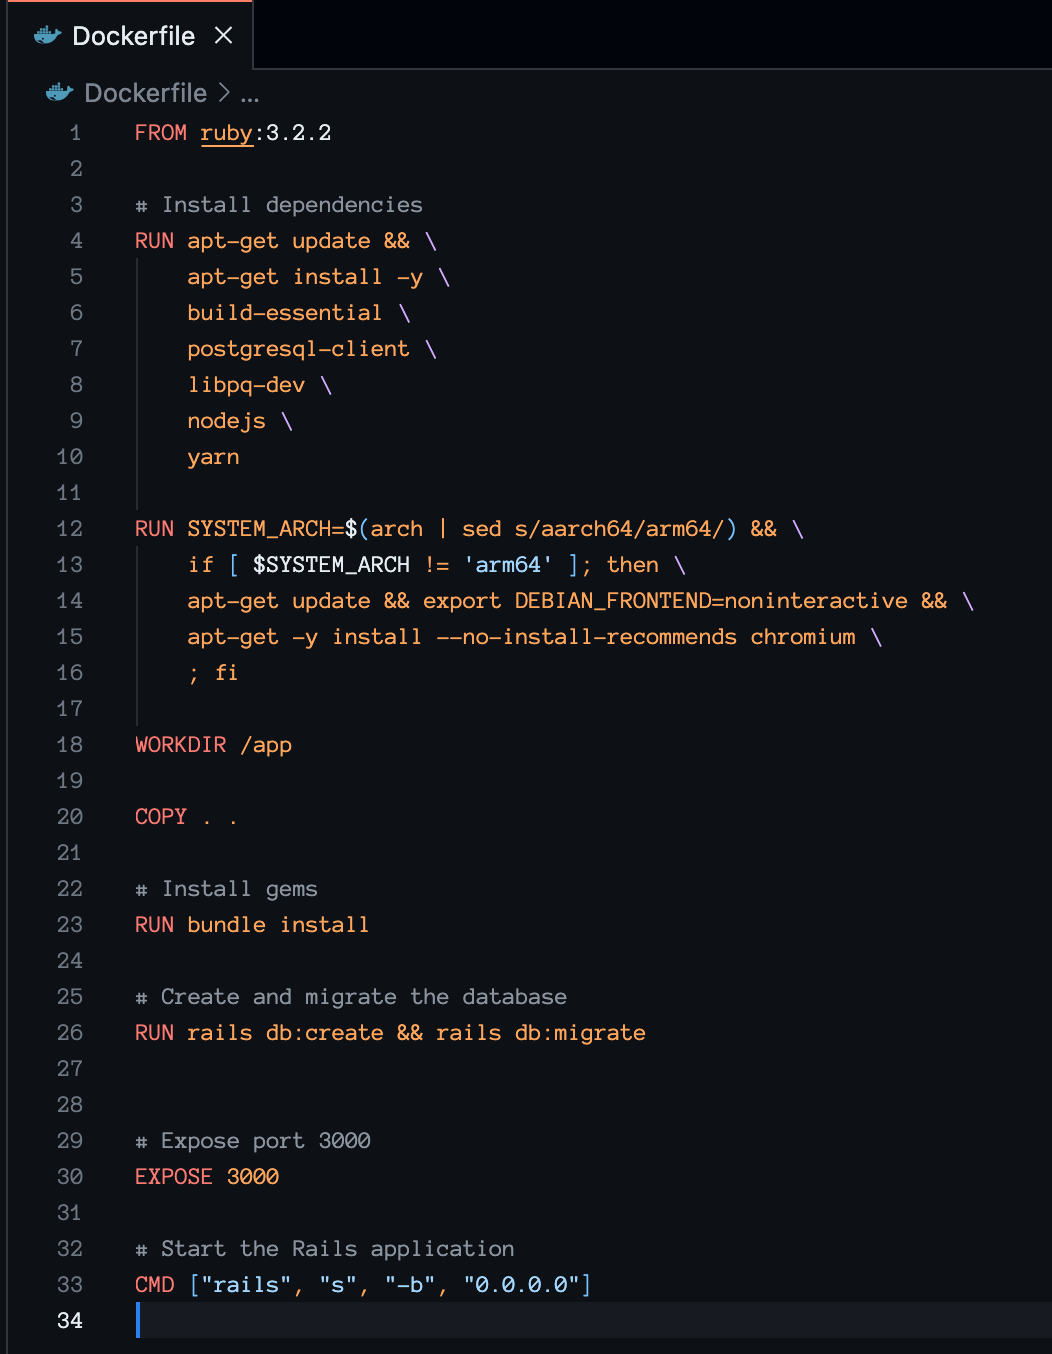 Dockerfile ×
Dockerfile > ...
1 FROM ruby:3.2.2
2
3 # Install dependencies
4 RUN apt-get update && \
5     apt-get install -y \
6     build-essential \
7     postgresql-client \
8     libpq-dev \
9     nodejs \
10     yarn
11
12 RUN SYSTEM_ARCH=$(arch | sed s/aarch64/arm64/) && \
13     if [ $SYSTEM_ARCH != 'arm64' ]; then \
14     apt-get update && export DEBIAN_FRONTEND=noninteractive && \
15     apt-get -y install --no-install-recommends chromium \
16     ; fi
17
18 WORKDIR /app
19
20 COPY . .
21
22 # Install gems
23 RUN bundle install
24
25 # Create and migrate the database
26 RUN rails db:create && rails db:migrate
27
28
29 # Expose port 3000
30 EXPOSE 3000
31
32 # Start the Rails application
33 CMD ["rails", "s", "-b", "0.0.0.0"]
34